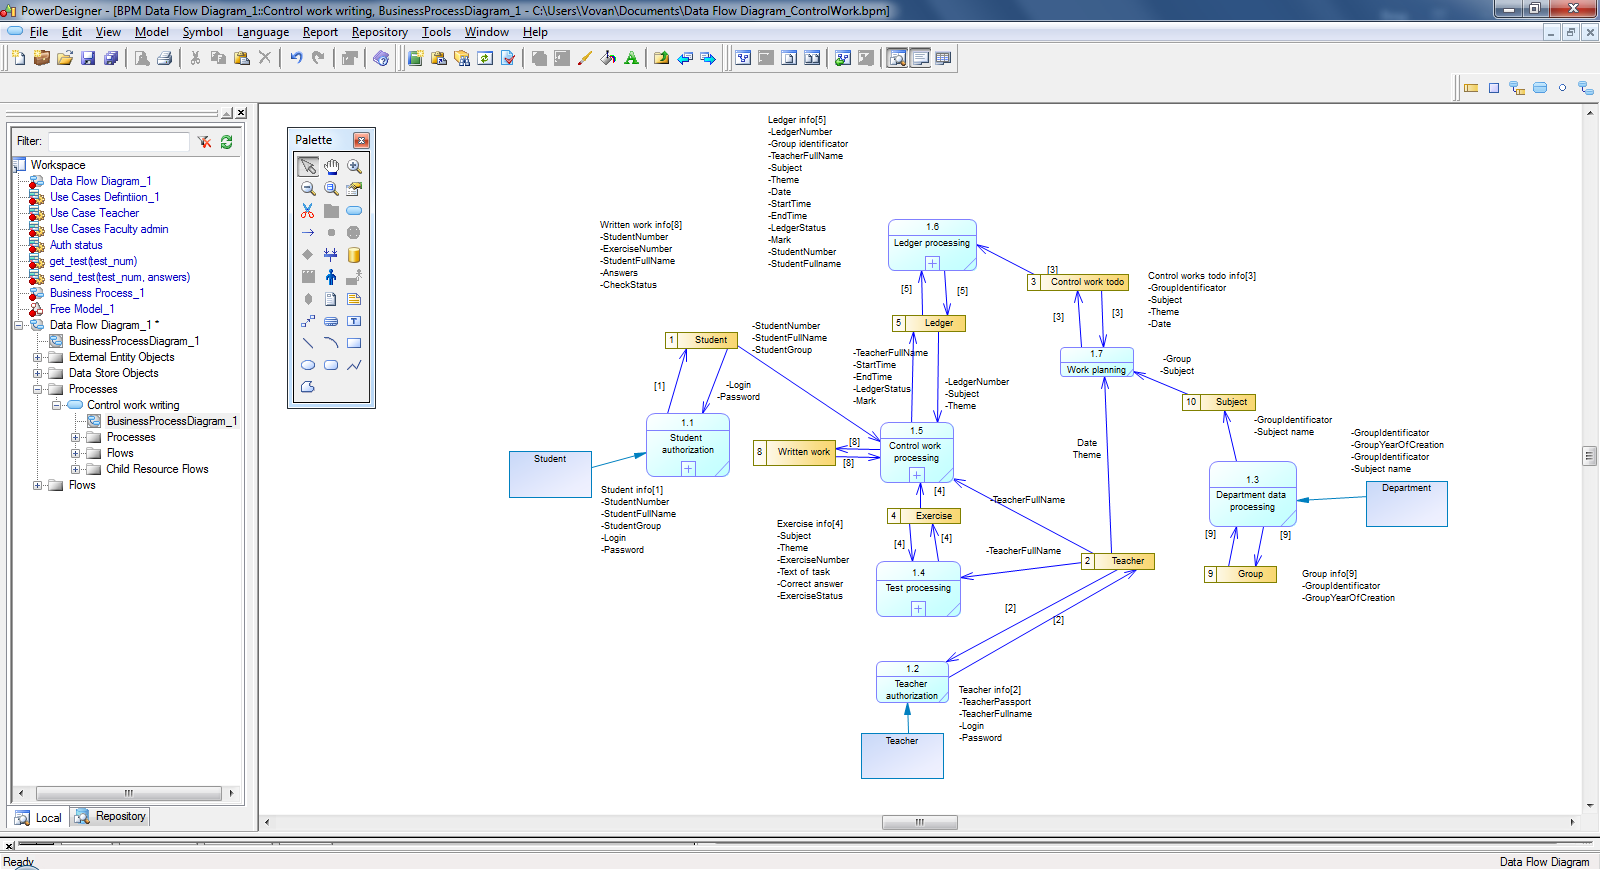 PowerDesigner - [BPM Data Flow Diagram_1::Control work writing, BusinessProcessDiagram_1 - C:\Users\Vovan\Documents\Data Flow Diagram_ControlWork.bpm]
File Edit View Model Symbol Language Report Repository Tools Window Help
Filter:
Workspace
Data Flow Diagram_1
Use Cases Defintiion_1
Use Case Teacher
Use Cases Faculty admin
Auth status
get_test(test_num)
send_test(test_num, answers)
Business Process_1
Free Model_1
Data Flow Diagram_1 *
BusinessProcessDiagram_1
External Entity Objects
Data Store Objects
Processes
Control work writing
BusinessProcessDiagram_1
Processes
Flows
Child Resource Flows
Flows
Local
Repository
Palette
Ledger info[5]
-LedgerNumber
-Group identificator
-TeacherFullName
-Subject
-Theme
-Date
-StartTime
-EndTime
-LedgerStatus
-Mark
-StudentNumber
-StudentFullname
Written work info[8]
-StudentNumber
-ExerciseNumber
-StudentFullName
-Answers
-CheckStatus
1.6
Ledger processing
[3]
3 Control work todo
Control works todo info[3]
-GroupIdentificator
-Subject
-Theme
-Date
[5]
[5]
[3]
[3]
5 Ledger
1 Student
-StudentNumber
-StudentFullName
-StudentGroup
-TeacherFullName
-StartTime
-EndTime
-LedgerStatus
-Mark
1.7
Work planning
-Group
-Subject
[1]
-Login
-Password
-LedgerNumber
-Subject
-Theme
10 Subject
-GroupIdentificator
-Subject name
1.1
Student
authorization
1.5
Control work
processing
Date
Theme
-GroupIdentificator
-GroupYearOfCreation
-GroupIdentificator
-Subject name
8 Written work
[8]
[8]
Student
1.3
Department data
processing
Department
Student info[1]
-StudentNumber
-StudentFullName
-StudentGroup
-Login
-Password
[4]
-TeacherFullName
4 Exercise
Exercise info[4]
-Subject
-Theme
-ExerciseNumber
-Text of task
-Correct answer
-ExerciseStatus
[4]
[4]
-TeacherFullName
2 Teacher
[9]
[9]
9 Group
Group info[9]
-GroupIdentificator
-GroupYearOfCreation
1.4
Test processing
[2]
[2]
1.2
Teacher
authorization
Teacher info[2]
-TeacherPassport
-TeacherFullname
-Login
-Password
Teacher
Ready
Data Flow Diagram